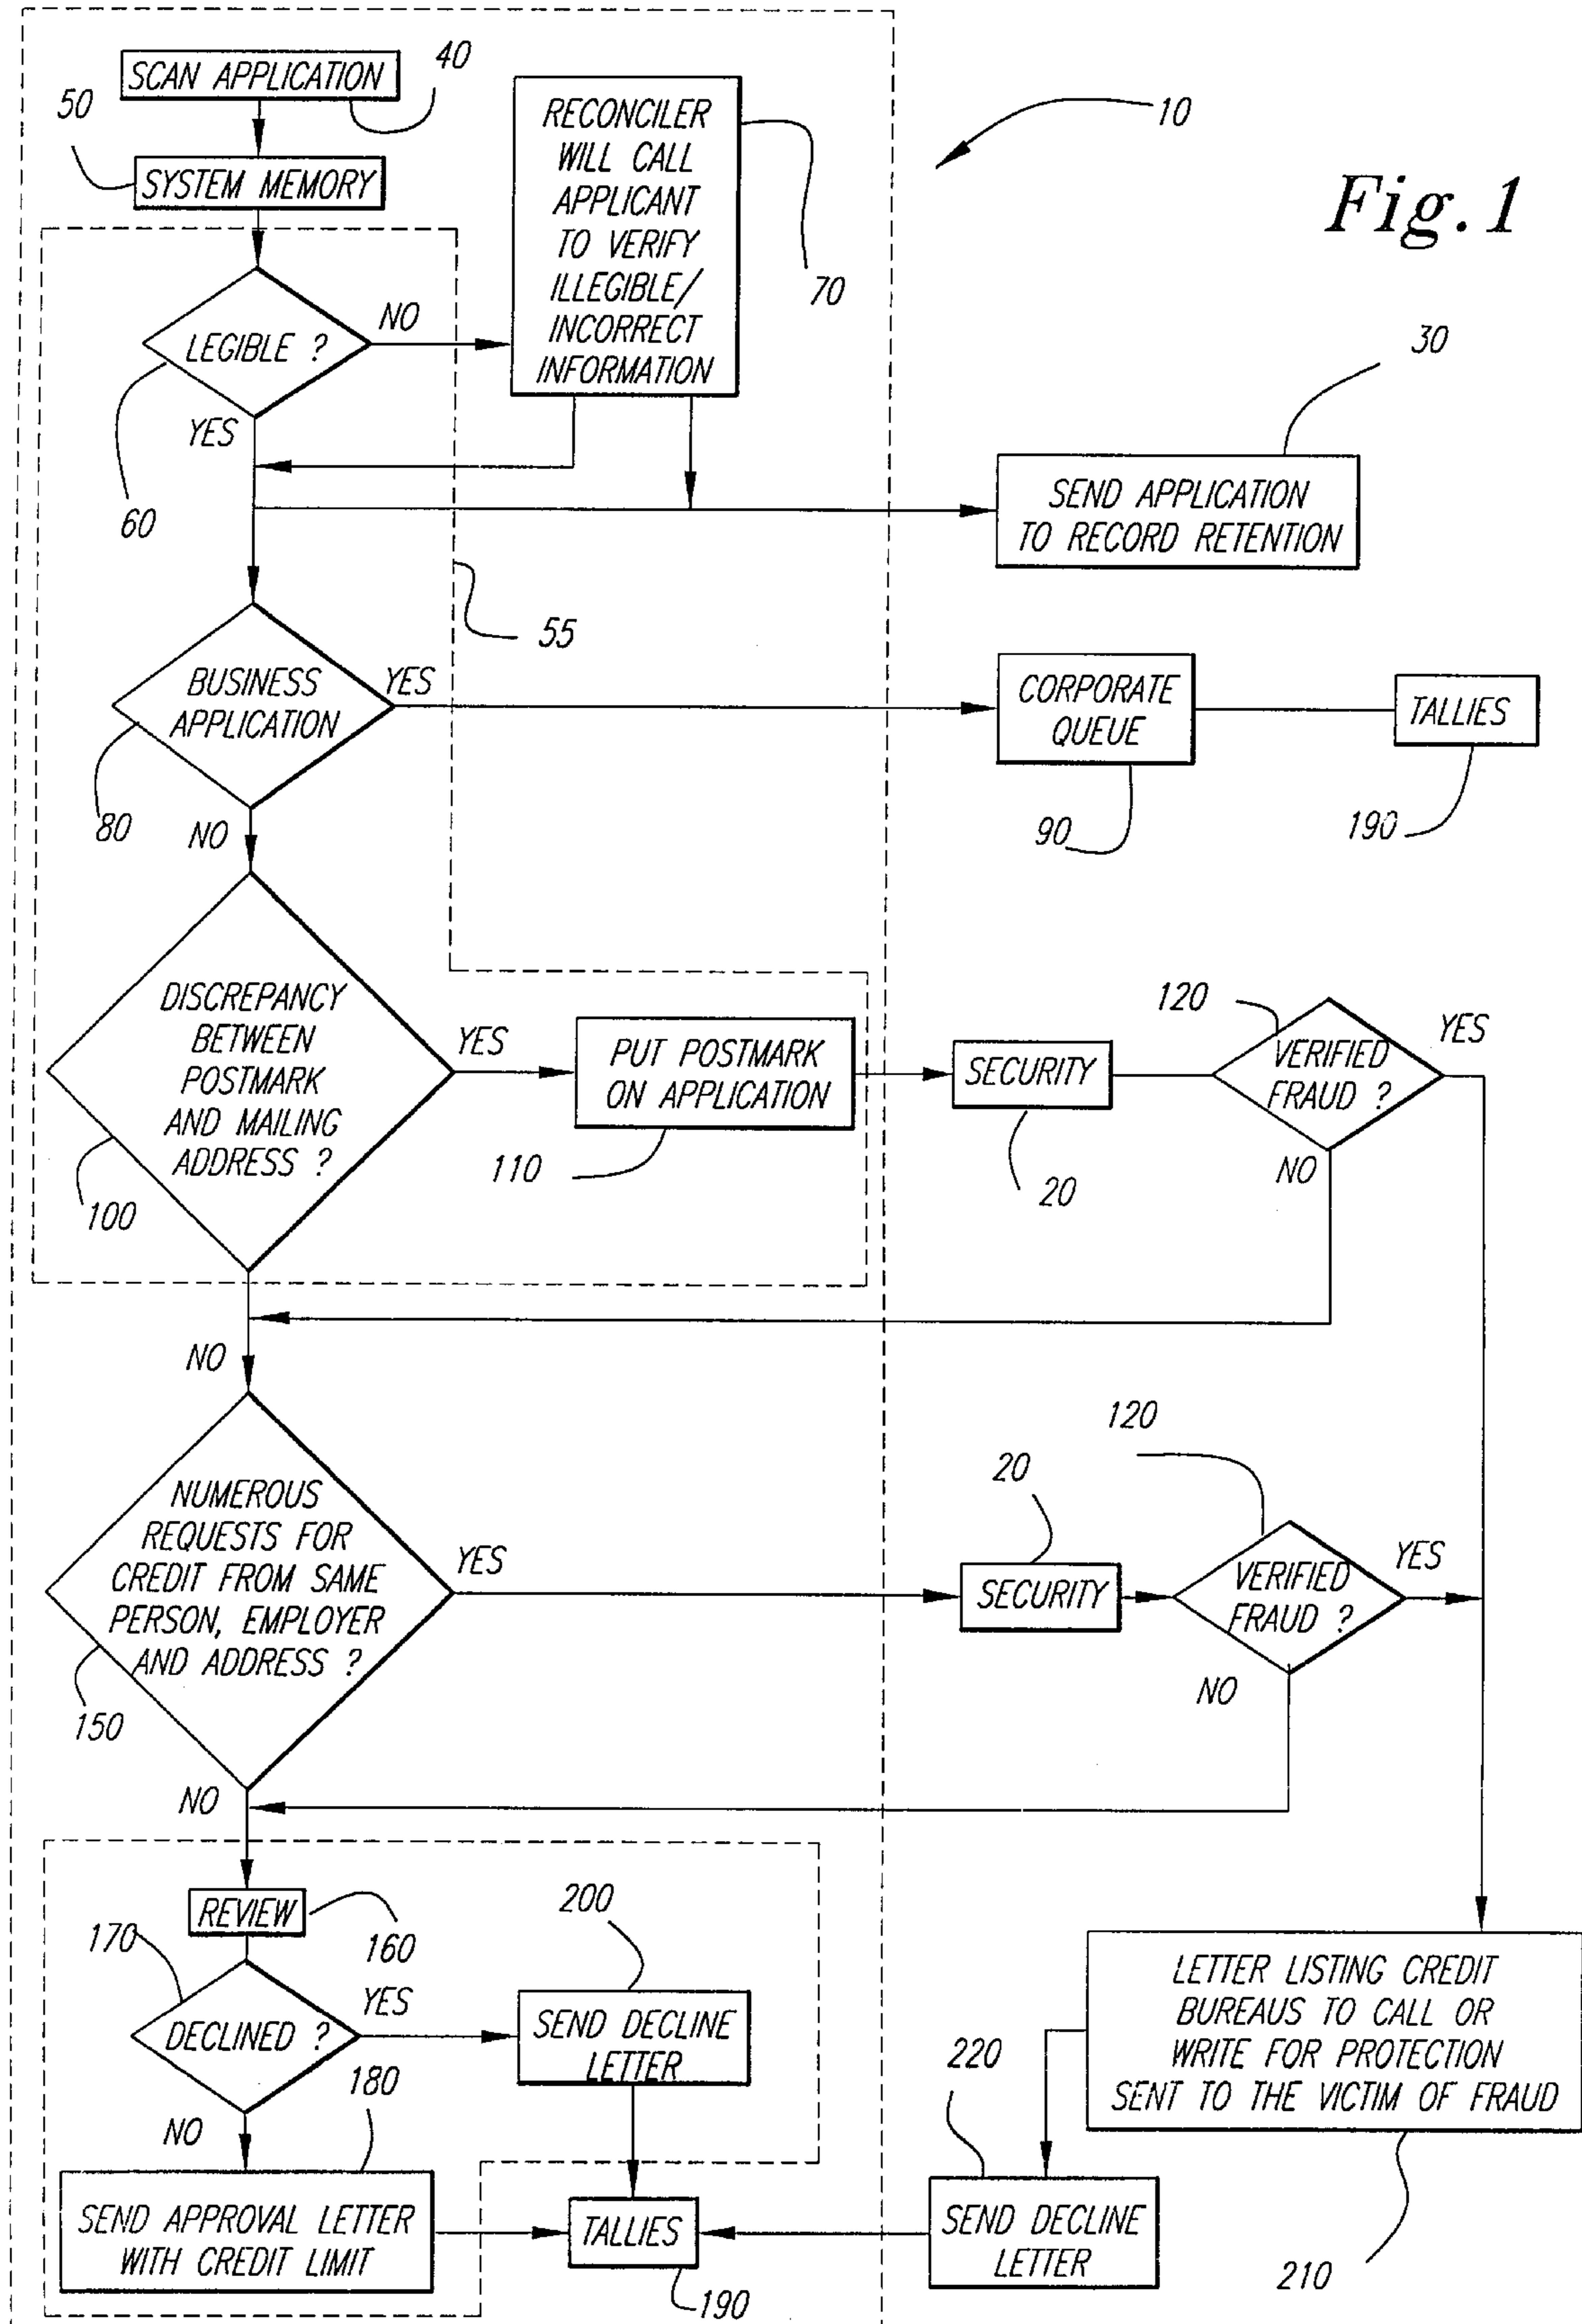 SCAN APPLICATION
40
50
SYSTEM MEMORY
RECONCILER
WILL CALL
APPLICANT
TO VERIFY
ILLEGIBLE/
INCORRECT
INFORMATION
70
10
Fig. 1
LEGIBLE ?
NO
YES
60
30
SEND APPLICATION
TO RECORD RETENTION
55
BUSINESS
APPLICATION
YES
80
NO
CORPORATE
QUEUE
90
TALLIES
190
DISCREPANCY
BETWEEN
POSTMARK
AND MAILING
ADDRESS ?
100
YES
PUT POSTMARK
ON APPLICATION
110
SECURITY
20
120
VERIFIED
FRAUD ?
YES
NO
NO
NUMEROUS
REQUESTS FOR
CREDIT FROM SAME
PERSON, EMPLOYER
AND ADDRESS ?
150
YES
20
SECURITY
120
VERIFIED
FRAUD ?
YES
NO
NO
REVIEW
160
170
DECLINED ?
YES
NO
200
SEND DECLINE
LETTER
180
SEND APPROVAL LETTER
WITH CREDIT LIMIT
TALLIES
190
220
SEND DECLINE
LETTER
LETTER LISTING CREDIT
BUREAUS TO CALL OR
WRITE FOR PROTECTION
SENT TO THE VICTIM OF FRAUD
210